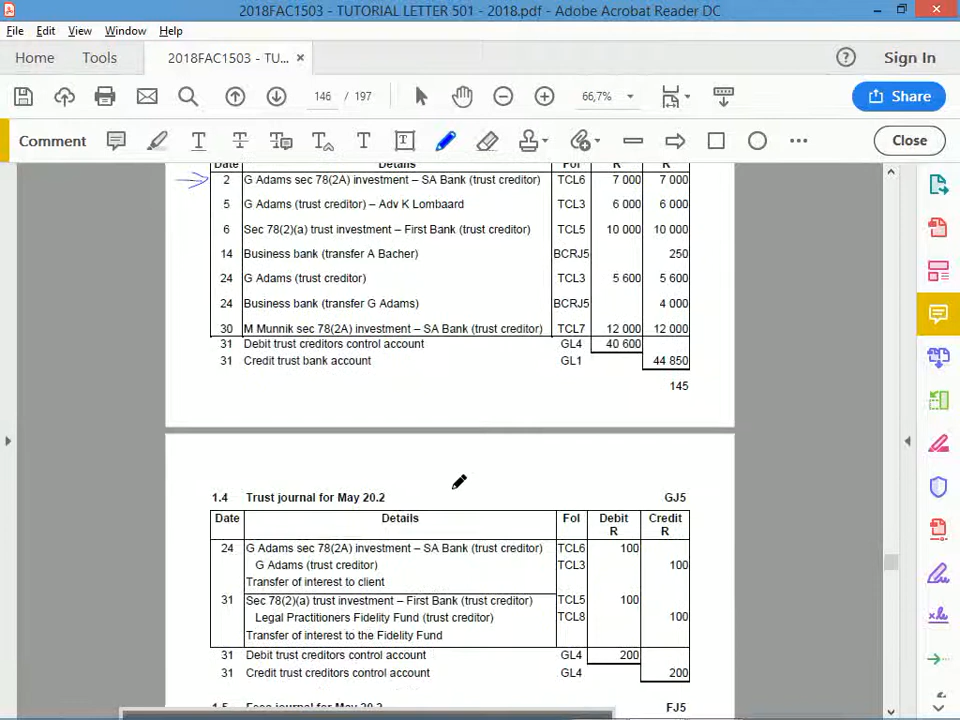 2018FAC1503 - TUTORIAL LETTER 501 - 2018.pdf - Adobe Acrobat Reader DC
File Edit View Window Help
Home Tools 2018FAC1503 - TU... × Sign In
146 / 197 66,7% Share
Comment Close
Date Details Fol R R
2 G Adams sec 78(2A) investment – SA Bank (trust creditor) TCL6 7 000 7 000
5 G Adams (trust creditor) – Adv K Lombaard TCL3 6 000 6 000
6 Sec 78(2)(a) trust investment – First Bank (trust creditor) TCL5 10 000 10 000
14 Business bank (transfer A Bacher) BCRJ5 250
24 G Adams (trust creditor) TCL3 5 600 5 600
24 Business bank (transfer G Adams) BCRJ5 4 000
30 M Munnik sec 78(2A) investment – SA Bank (trust creditor) TCL7 12 000 12 000
31 Debit trust creditors control account GL4 40 600
31 Credit trust bank account GL1 44 850
145
1.4 Trust journal for May 20.2 GJ5
Date Details Fol Debit Credit
R R
24 G Adams sec 78(2A) investment – SA Bank (trust creditor) TCL6 100
G Adams (trust creditor) TCL3 100
Transfer of interest to client
31 Sec 78(2)(a) trust investment – First Bank (trust creditor) TCL5 100
Legal Practitioners Fidelity Fund (trust creditor) TCL8 100
Transfer of interest to the Fidelity Fund
31 Debit trust creditors control account GL4 200
31 Credit trust creditors control account GL4 200
1.5 Fees journal for May 20.2 FJ5